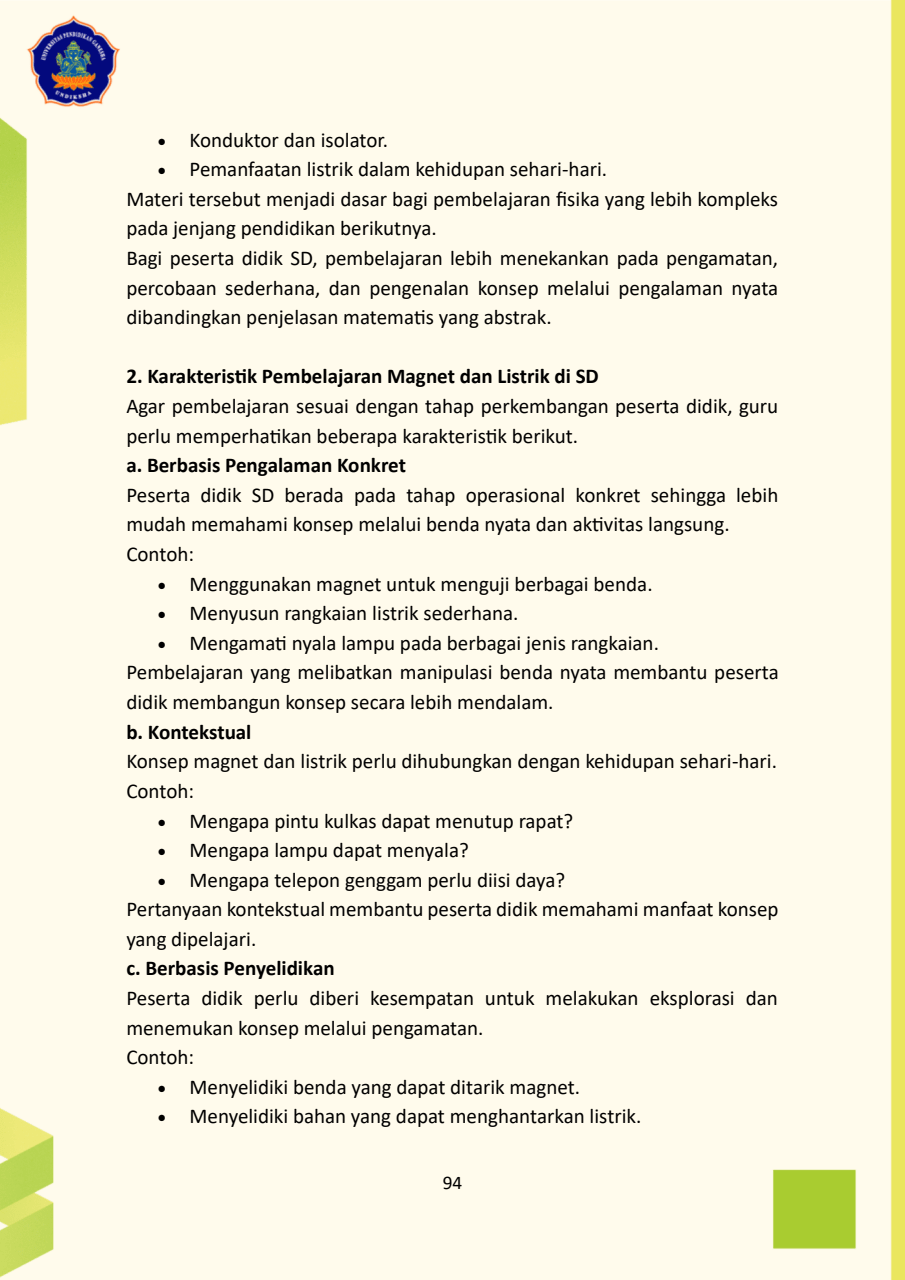 UNIVERSITAS PENDIDIKAN GANESHA
UNDIKSHA
• Konduktor dan isolator.
• Pemanfaatan listrik dalam kehidupan sehari-hari.
Materi tersebut menjadi dasar bagi pembelajaran fisika yang lebih kompleks
pada jenjang pendidikan berikutnya.
Bagi peserta didik SD, pembelajaran lebih menekankan pada pengamatan,
percobaan sederhana, dan pengenalan konsep melalui pengalaman nyata
dibandingkan penjelasan matematis yang abstrak.
2. Karakteristik Pembelajaran Magnet dan Listrik di SD
Agar pembelajaran sesuai dengan tahap perkembangan peserta didik, guru
perlu memperhatikan beberapa karakteristik berikut.
a. Berbasis Pengalaman Konkret
Peserta didik SD berada pada tahap operasional konkret sehingga lebih
mudah memahami konsep melalui benda nyata dan aktivitas langsung.
Contoh:
• Menggunakan magnet untuk menguji berbagai benda.
• Menyusun rangkaian listrik sederhana.
• Mengamati nyala lampu pada berbagai jenis rangkaian.
Pembelajaran yang melibatkan manipulasi benda nyata membantu peserta
didik membangun konsep secara lebih mendalam.
b. Kontekstual
Konsep magnet dan listrik perlu dihubungkan dengan kehidupan sehari-hari.
Contoh:
• Mengapa pintu kulkas dapat menutup rapat?
• Mengapa lampu dapat menyala?
• Mengapa telepon genggam perlu diisi daya?
Pertanyaan kontekstual membantu peserta didik memahami manfaat konsep
yang dipelajari.
c. Berbasis Penyelidikan
Peserta didik perlu diberi kesempatan untuk melakukan eksplorasi dan
menemukan konsep melalui pengamatan.
Contoh:
• Menyelidiki benda yang dapat ditarik magnet.
• Menyelidiki bahan yang dapat menghantarkan listrik.
94